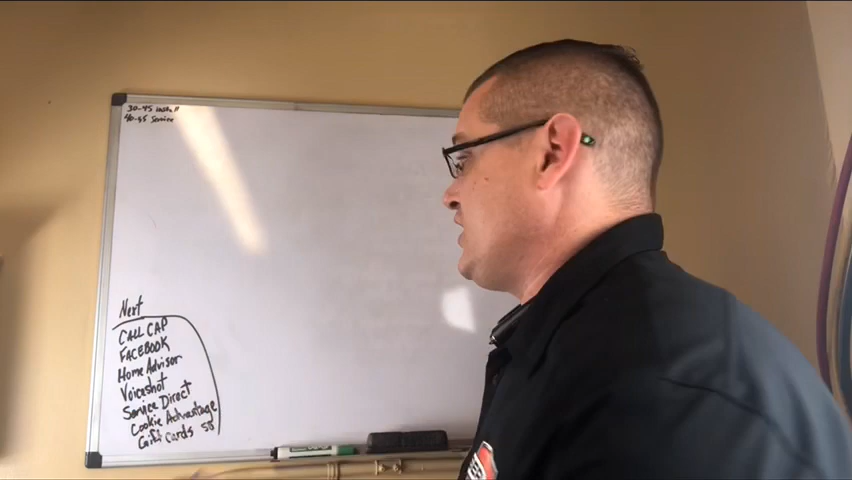 30-45 install
40-45 Service
Next
CALL CAP
FACEBOOK
Home Advisor
Voiceshot
Service Direct
Cookie Advantage
Gift Cards 50